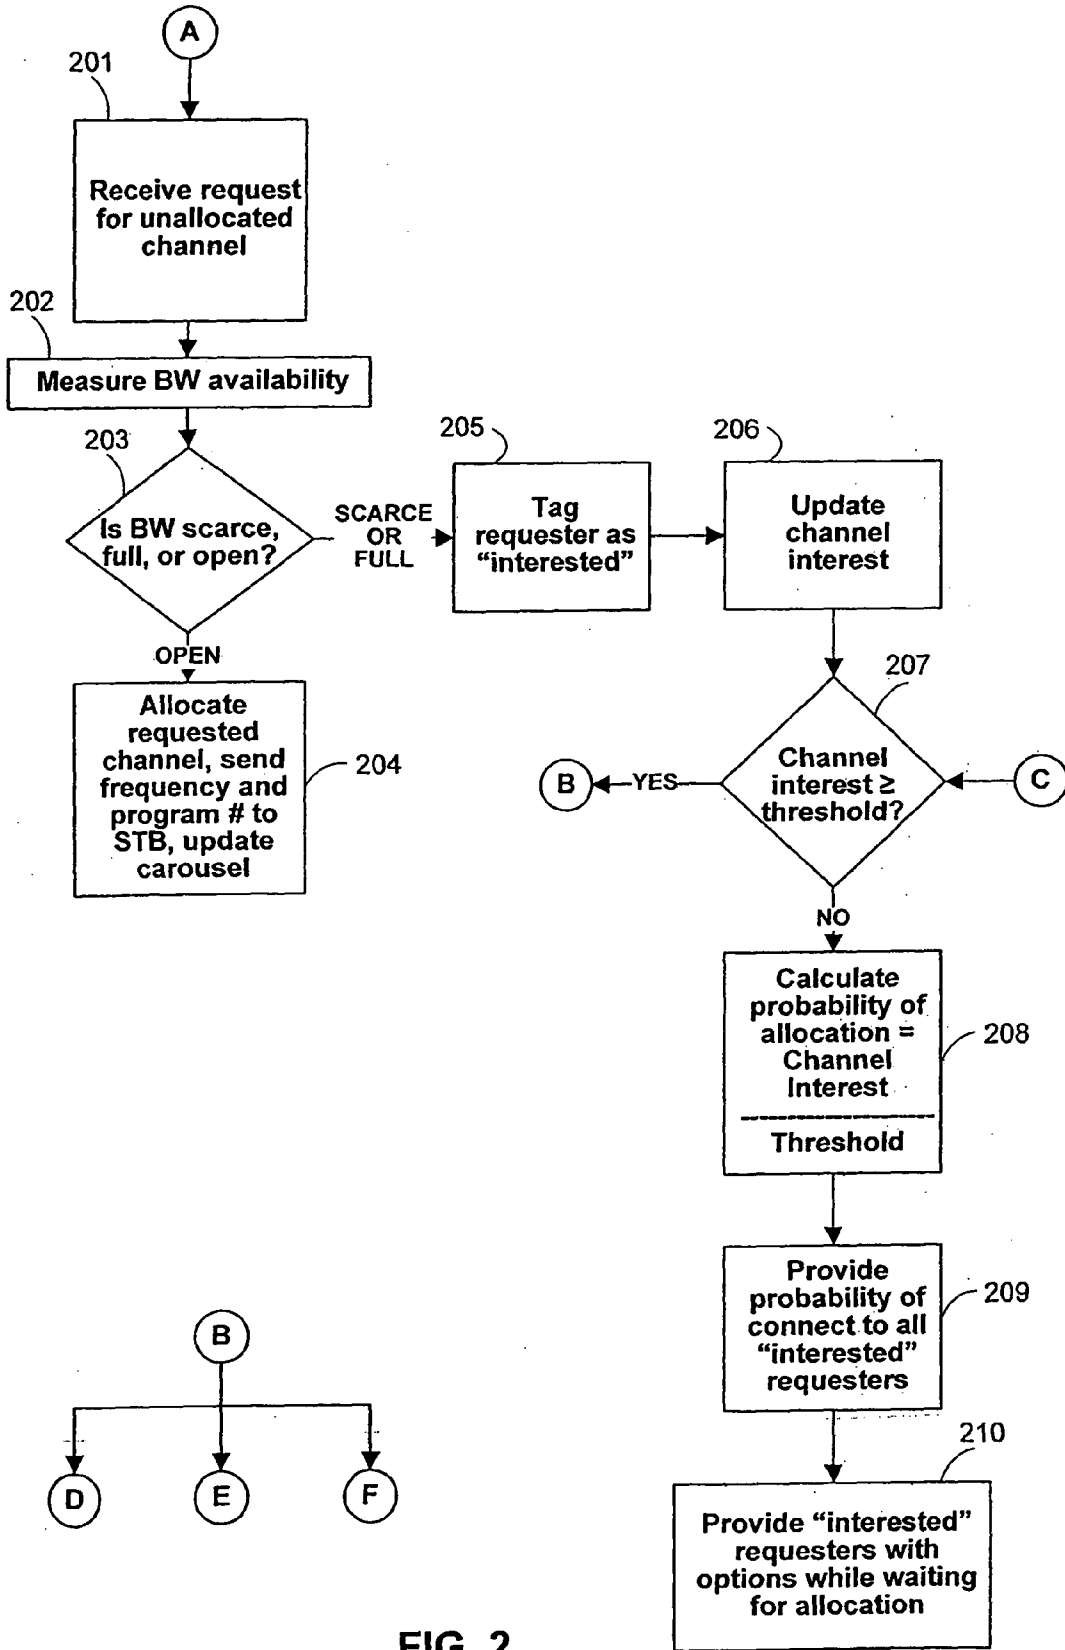 A
201
Receive request
for unallocated
channel
202
Measure BW availability
203
Is BW scarce,
full, or open?
SCARCE
OR
FULL
OPEN
Allocate
requested
channel, send
frequency and
program # to
STB, update
carousel
204
205
Tag
requester as
“interested”
206
Update
channel
interest
207
Channel
interest ≥
threshold?
YES
B
C
NO
Calculate
probability of
allocation =
Channel
Interest
Threshold
208
Provide
probability of
connect to all
“interested”
requesters
209
210
Provide “interested”
requesters with
options while waiting
for allocation
B
D
E
F
FIG. 2